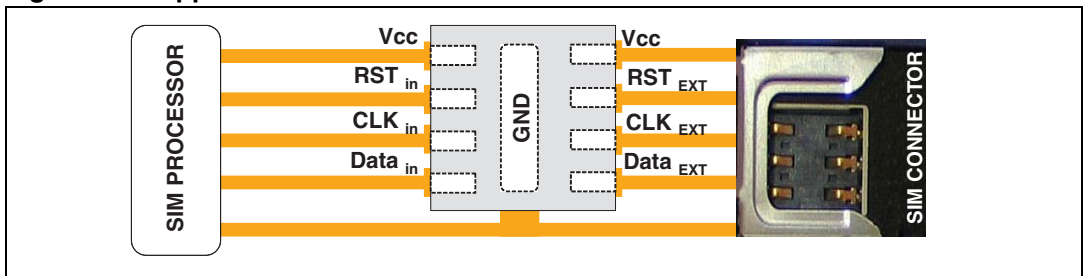 SIM PROCESSOR
Vcc
RST in
CLK in
Data in
GND
Vcc
RST EXT
CLK EXT
Data EXT
SIM CONNECTOR